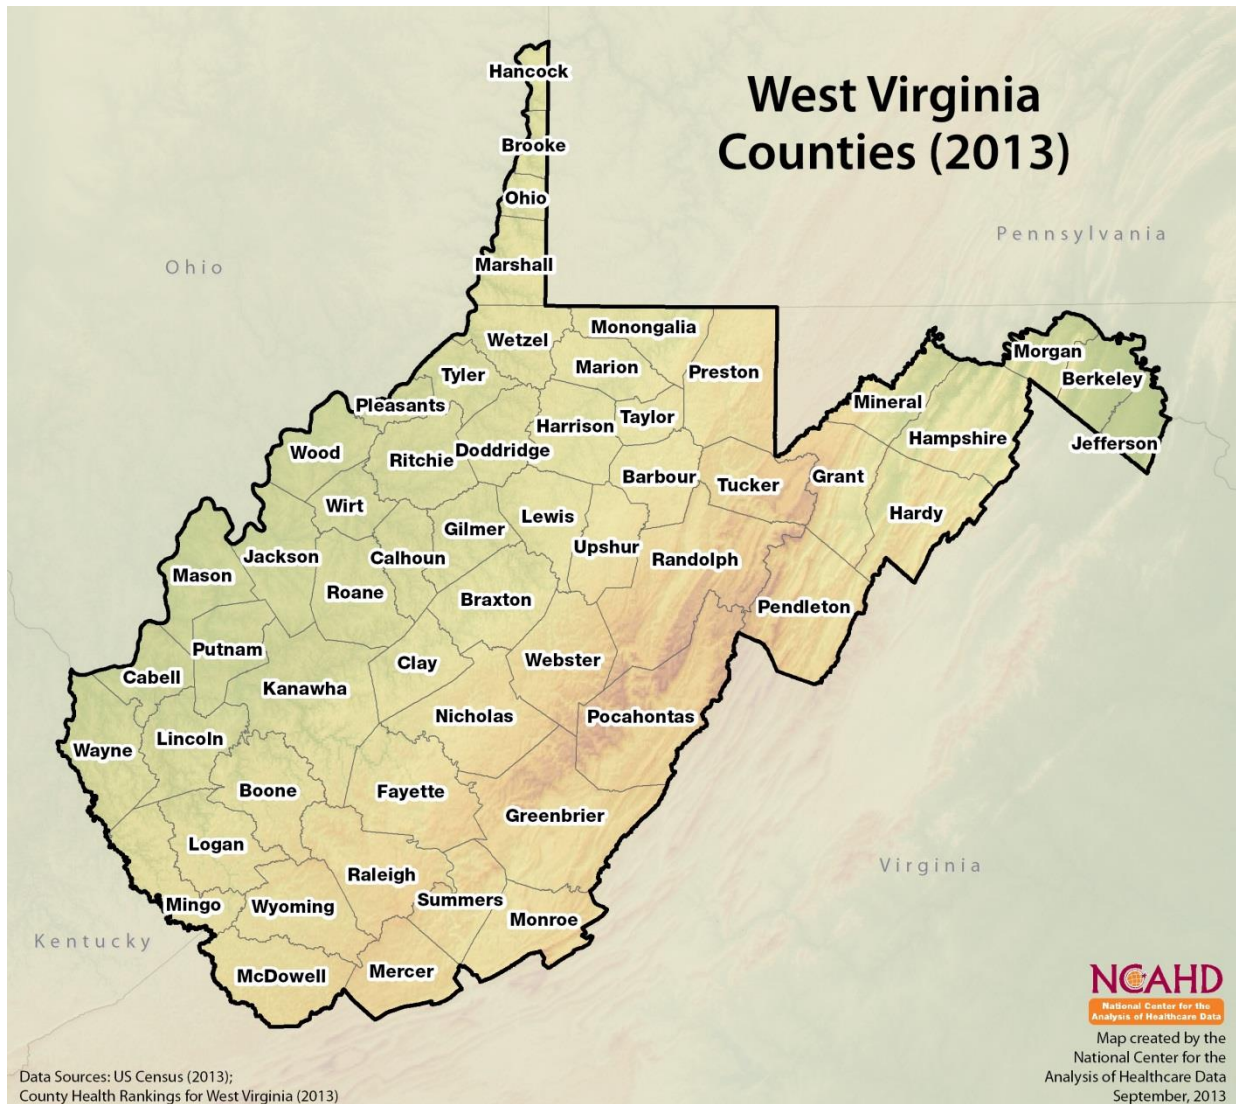 West Virginia
Counties (2013)
Hancock
Brooke
Ohio
Pennsylvania
Ohio
Marshall
Monongalia
Wetzel
Morgan
Marion
Preston
Tyler
Berkeley
Mineral
Pleasants
Taylor
Harrison
Hampshire
Jefferson
Wood
Doddridge
Ritchie
Barbour
Tucker
Grant
Wirt
Lewis
Hardy
Gilmer
Upshur
Jackson
Calhoun
Randolph
Mason
Roane
Braxton
Pendleton
Putnam
Webster
Clay
Cabell
Kanawha
Nicholas
Pocahontas
Lincoln
Wayne
Boone
Fayette
Greenbrier
Logan
Virginia
Raleigh
Summers
Mingo
Wyoming
Monroe
Kentucky
Mercer
McDowell
NCAHD
National Center for the
Analysis of Healthcare Data
Map created by the
National Center for the
Analysis of Healthcare Data
September, 2013
Data Sources: US Census (2013);
County Health Rankings for West Virginia (2013)